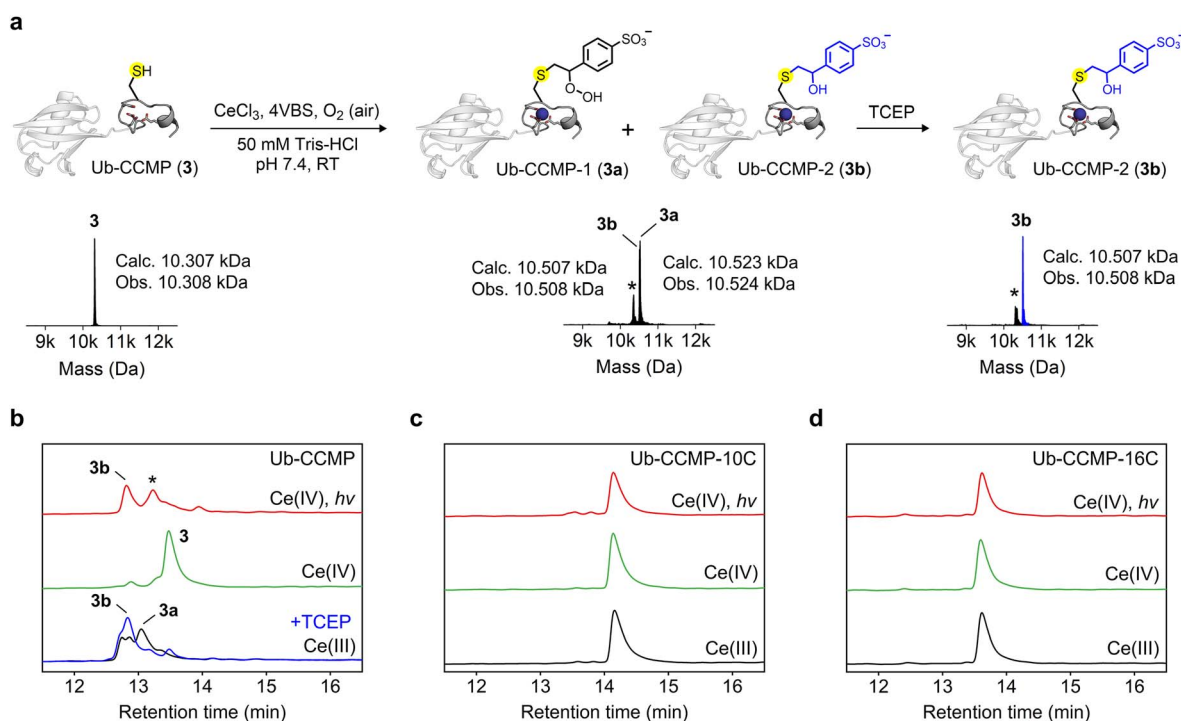 a
SH
Ub-CCMP (3)
CeCl₃, 4VBS, O₂ (air)
50 mM Tris-HCl
pH 7.4, RT
SO₃⁻
S
O
OH
Ub-CCMP-1 (3a)
+
SO₃⁻
S
OH
Ub-CCMP-2 (3b)
TCEP
SO₃⁻
S
OH
Ub-CCMP-2 (3b)
3
Calc. 10.307 kDa
Obs. 10.308 kDa
9k 10k 11k 12k
Mass (Da)
3b
3a
Calc. 10.507 kDa
Obs. 10.508 kDa
*
Calc. 10.523 kDa
Obs. 10.524 kDa
9k 10k 11k 12k
Mass (Da)
3b
*
Calc. 10.507 kDa
Obs. 10.508 kDa
9k 10k 11k 12k
Mass (Da)
b
Ub-CCMP
3b
*
Ce(IV), hv
3
Ce(IV)
3b
3a
+TCEP
Ce(III)
12 13 14 15 16
Retention time (min)
c
Ub-CCMP-10C
Ce(IV), hv
Ce(IV)
Ce(III)
12 13 14 15 16
Retention time (min)
d
Ub-CCMP-16C
Ce(IV), hv
Ce(IV)
Ce(III)
12 13 14 15 16
Retention time (min)